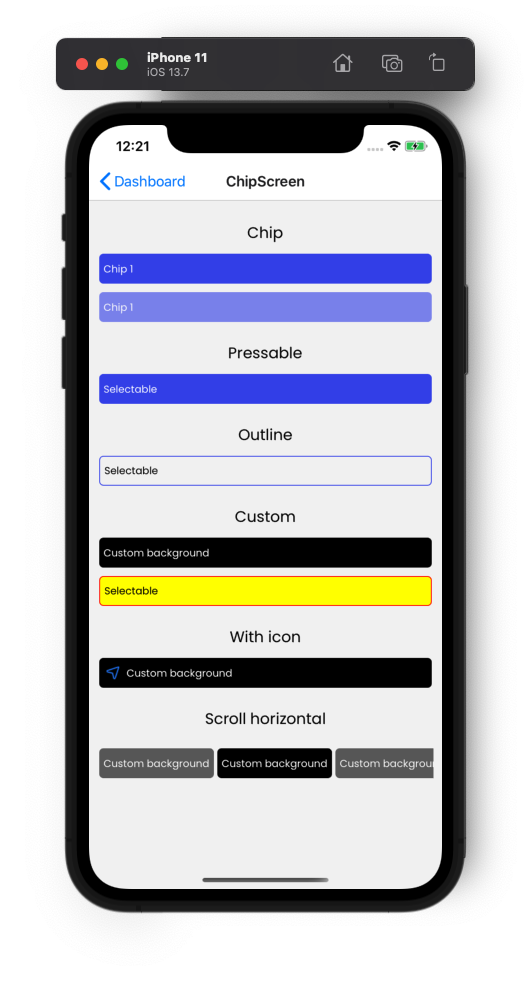 iPhone 11
iOS 13.7
12:21
Dashboard ChipScreen
Chip
Chip 1
Chip 1
Pressable
Selectable
Outline
Selectable
Custom
Custom background
Selectable
With icon
Custom background
Scroll horizontal
Custom background Custom background Custom backgrou